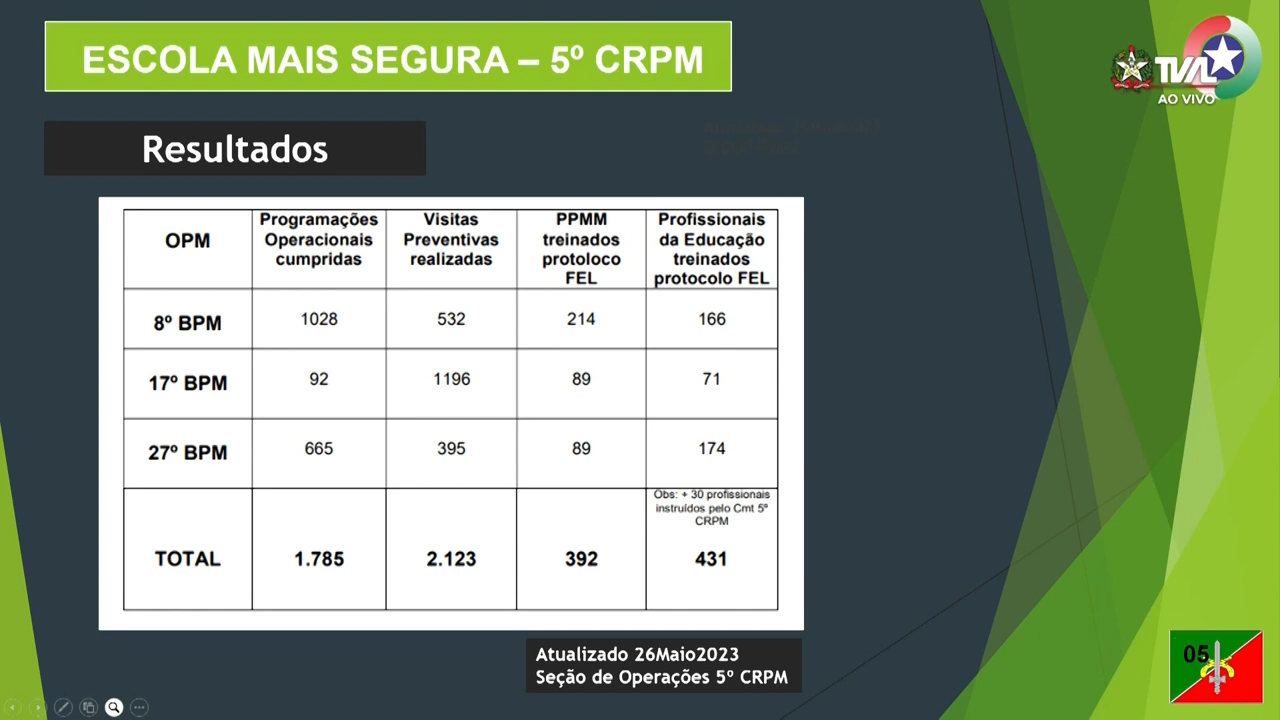 ESCOLA MAIS SEGURA – 5º CRPM
TVAL
AO VIVO
Resultados
OPM
Programações
Operacionais
cumpridas
Visitas
Preventivas
realizadas
PPMM
treinados
protoloco
FEL
Profissionais
da Educação
treinados
protocolo FEL
8º BPM 1028 532 214 166
17º BPM 92 1196 89 71
27º BPM 665 395 89 174
Obs: + 30 profissionais
instruídos pelo Cmt 5º
CRPM
TOTAL 1.785 2.123 392 431
Atualizado 26Maio2023
Seção de Operações 5º CRPM
05